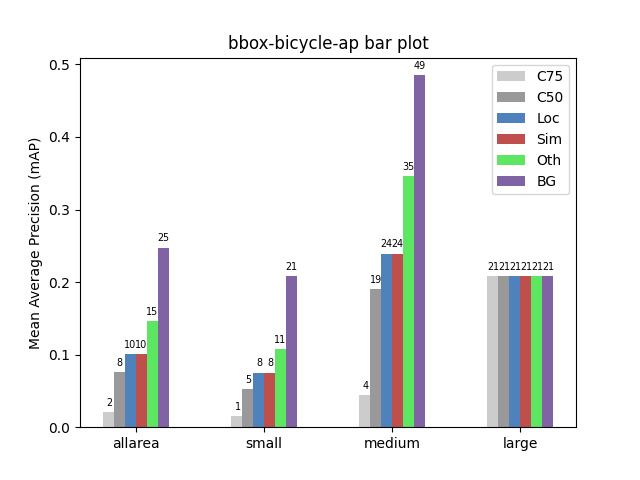 bbox-bicycle-ap bar plot
Mean Average Precision (mAP)
0.5
0.4
0.3
0.2
0.1
0.0
2 8 10 10 15 25
1 5 8 8 11 21
4 19 24 24 35 49
21 21 21 21 21 21
allarea small medium large
C75
C50
Loc
Sim
Oth
BG